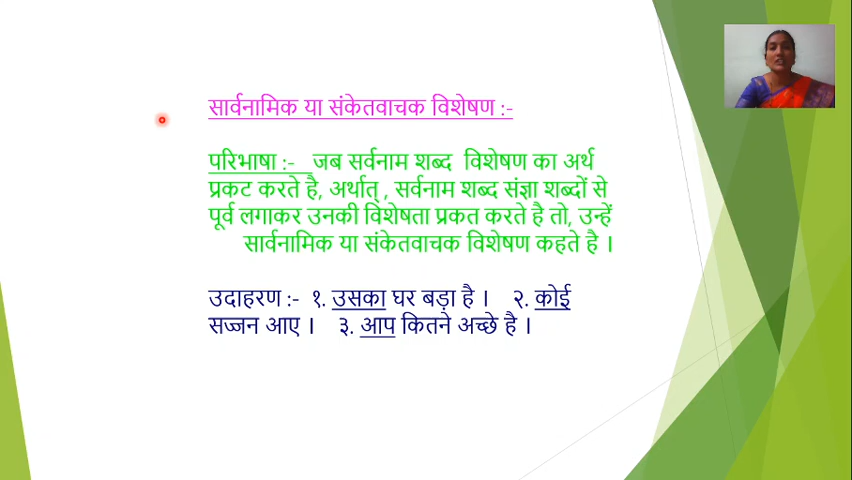 सार्वनामिक या संकेतवाचक विशेषण :-
परिभाषा :- जब सर्वनाम शब्द विशेषण का अर्थ
प्रकट करते है, अर्थात् , सर्वनाम शब्द संज्ञा शब्दों से
पूर्व लगाकर उनकी विशेषता प्रकत करते है तो, उन्हें
सार्वनामिक या संकेतवाचक विशेषण कहते है ।
उदाहरण :- १. उसका घर बड़ा है । २. कोई
सज्जन आए । ३. आप कितने अच्छे है ।